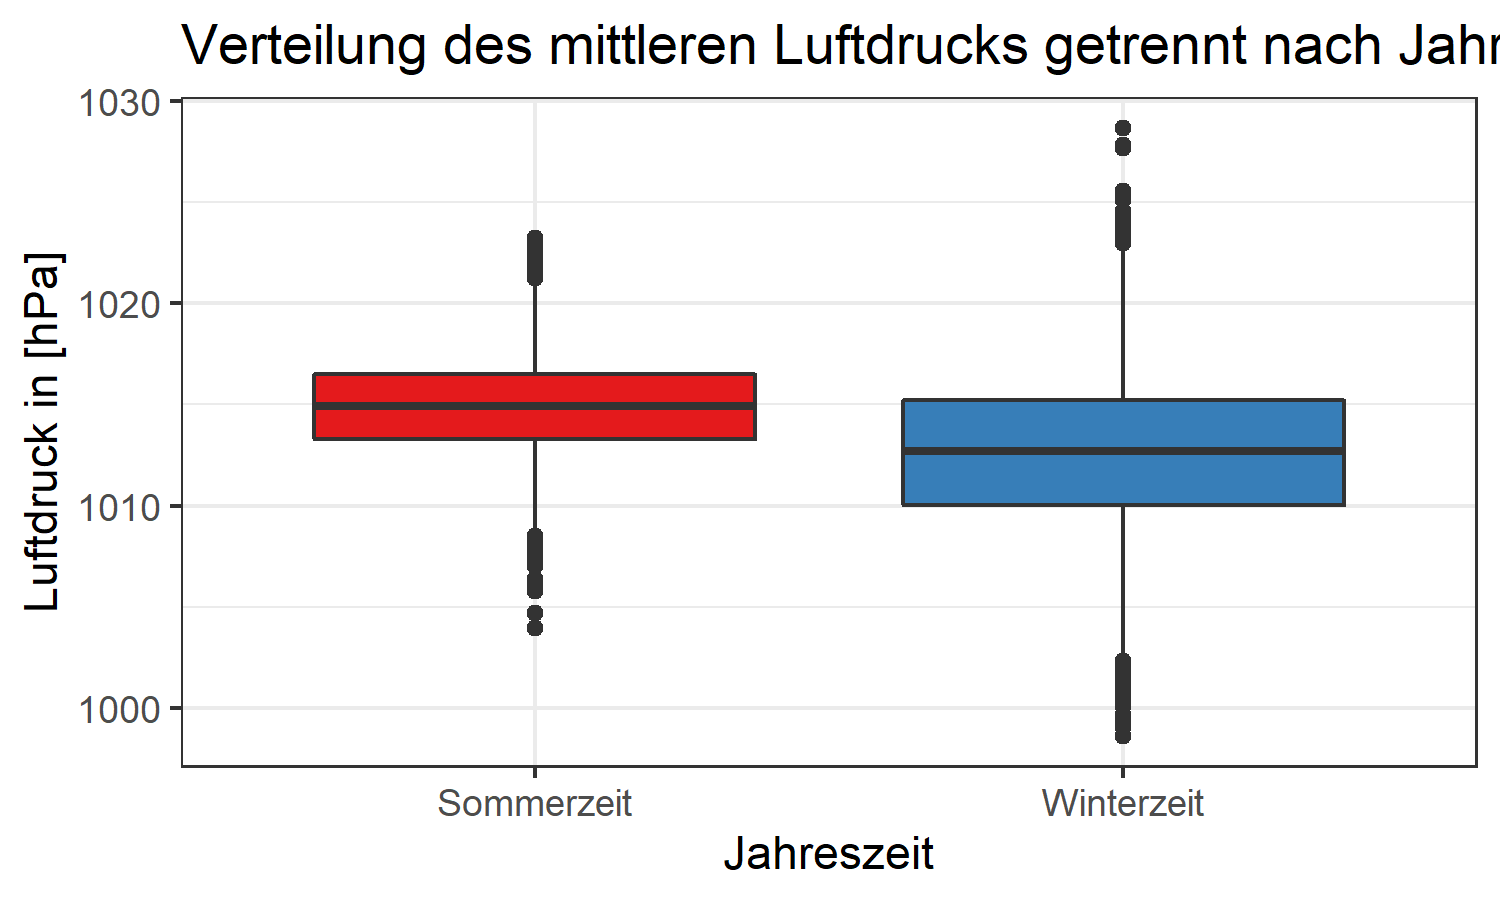 Verteilung des mittleren Luftdrucks getrennt nach Jahr
1030
1020
1010
1000
Luftdruck in [hPa]
Sommerzeit
Winterzeit
Jahreszeit